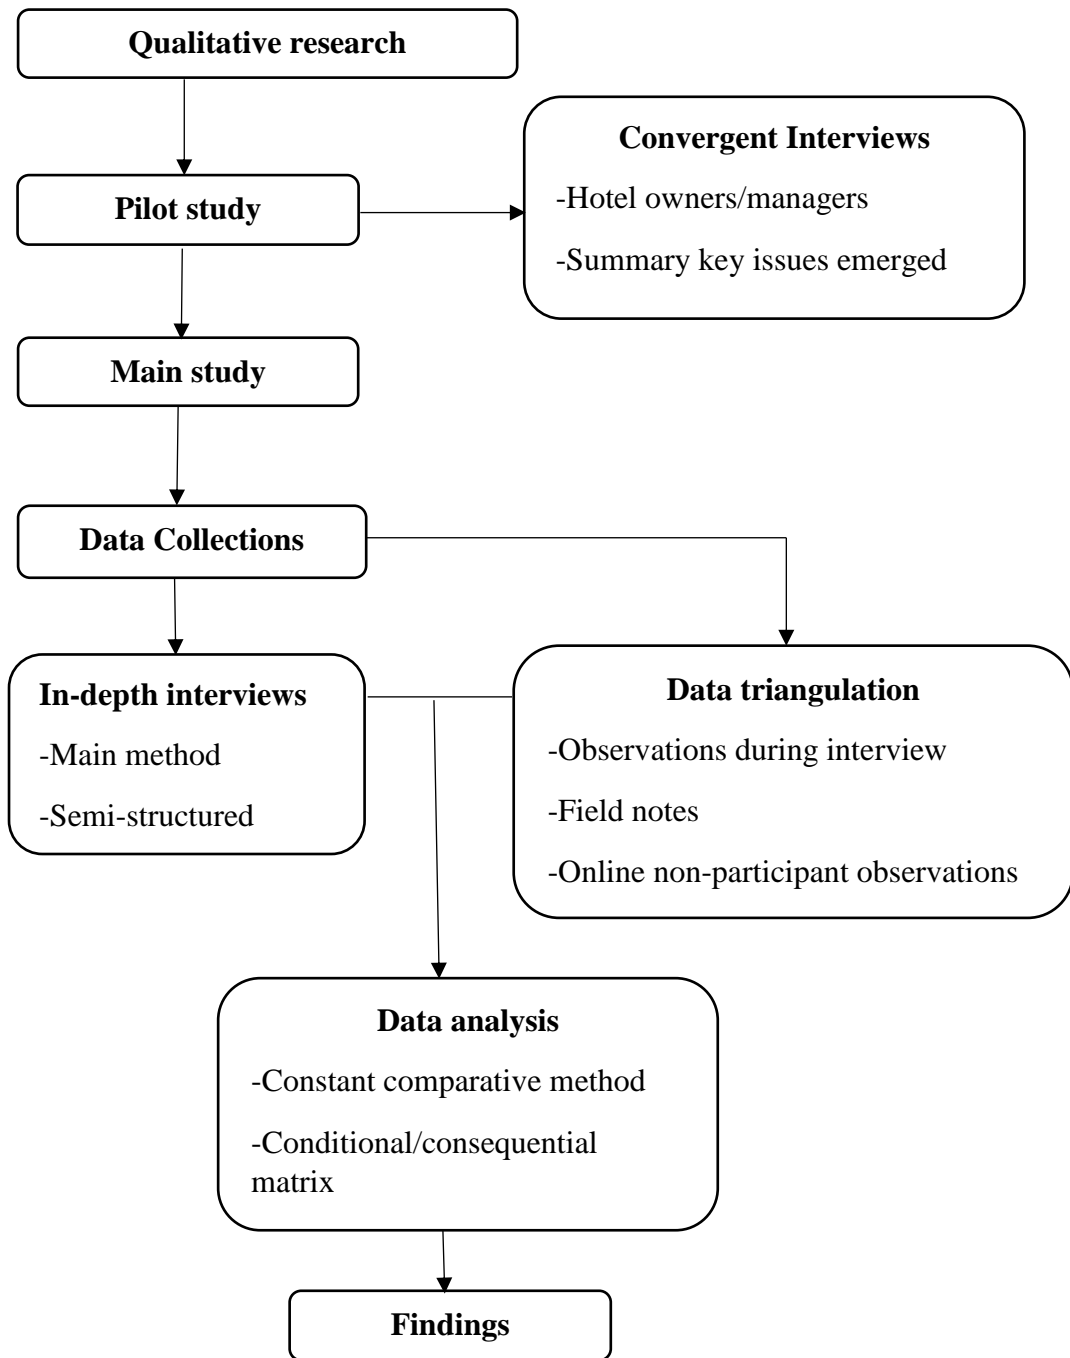 Qualitative research
Convergent Interviews
-Hotel owners/managers
-Summary key issues emerged
Pilot study
Main study
Data Collections
In-depth interviews
-Main method
-Semi-structured
Data triangulation
-Observations during interview
-Field notes
-Online non-participant observations
Data analysis
-Constant comparative method
-Conditional/consequential
matrix
Findings